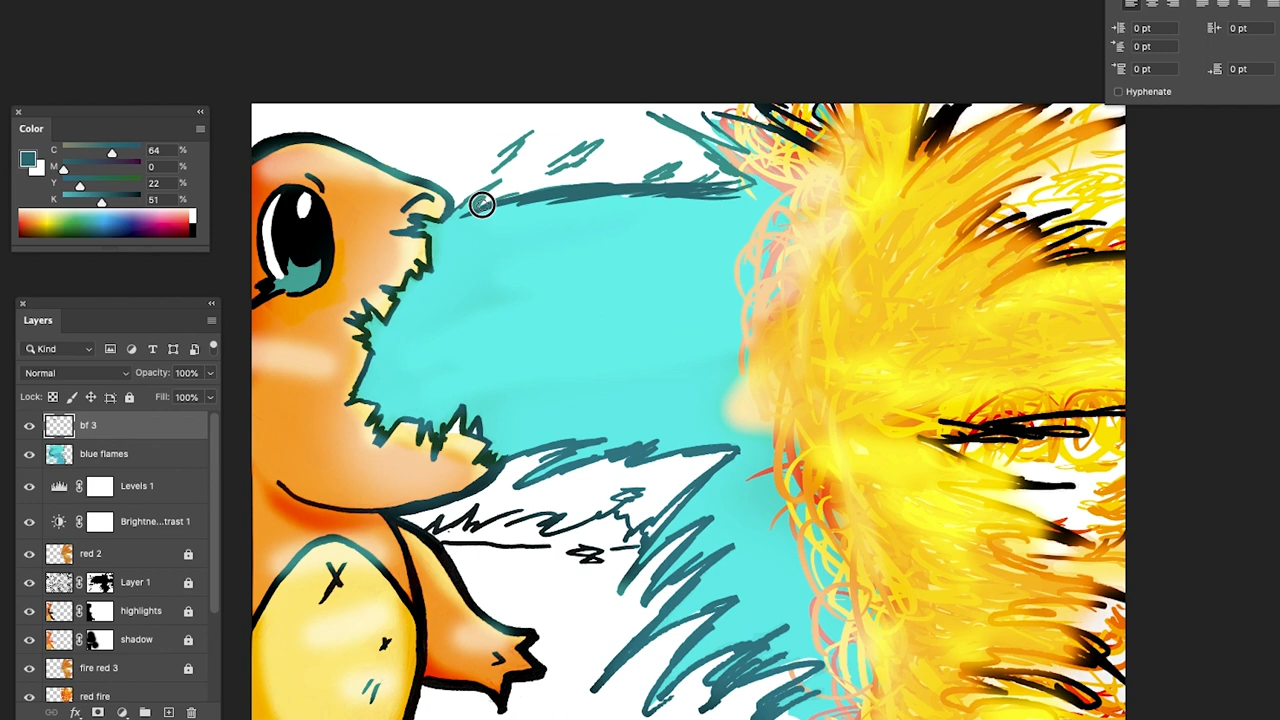 0 pt
0 pt
0 pt
0 pt
0 pt
Hyphenate
Color
C 64 %
M 0 %
Y 22 %
K 51 %
Layers
Kind
Normal Opacity: 100%
Lock: Fill: 100%
bf 3
blue flames
Levels 1
Brightne...trast 1
red 2
Layer 1
highlights
shadow
fire red 3
red fire
fx